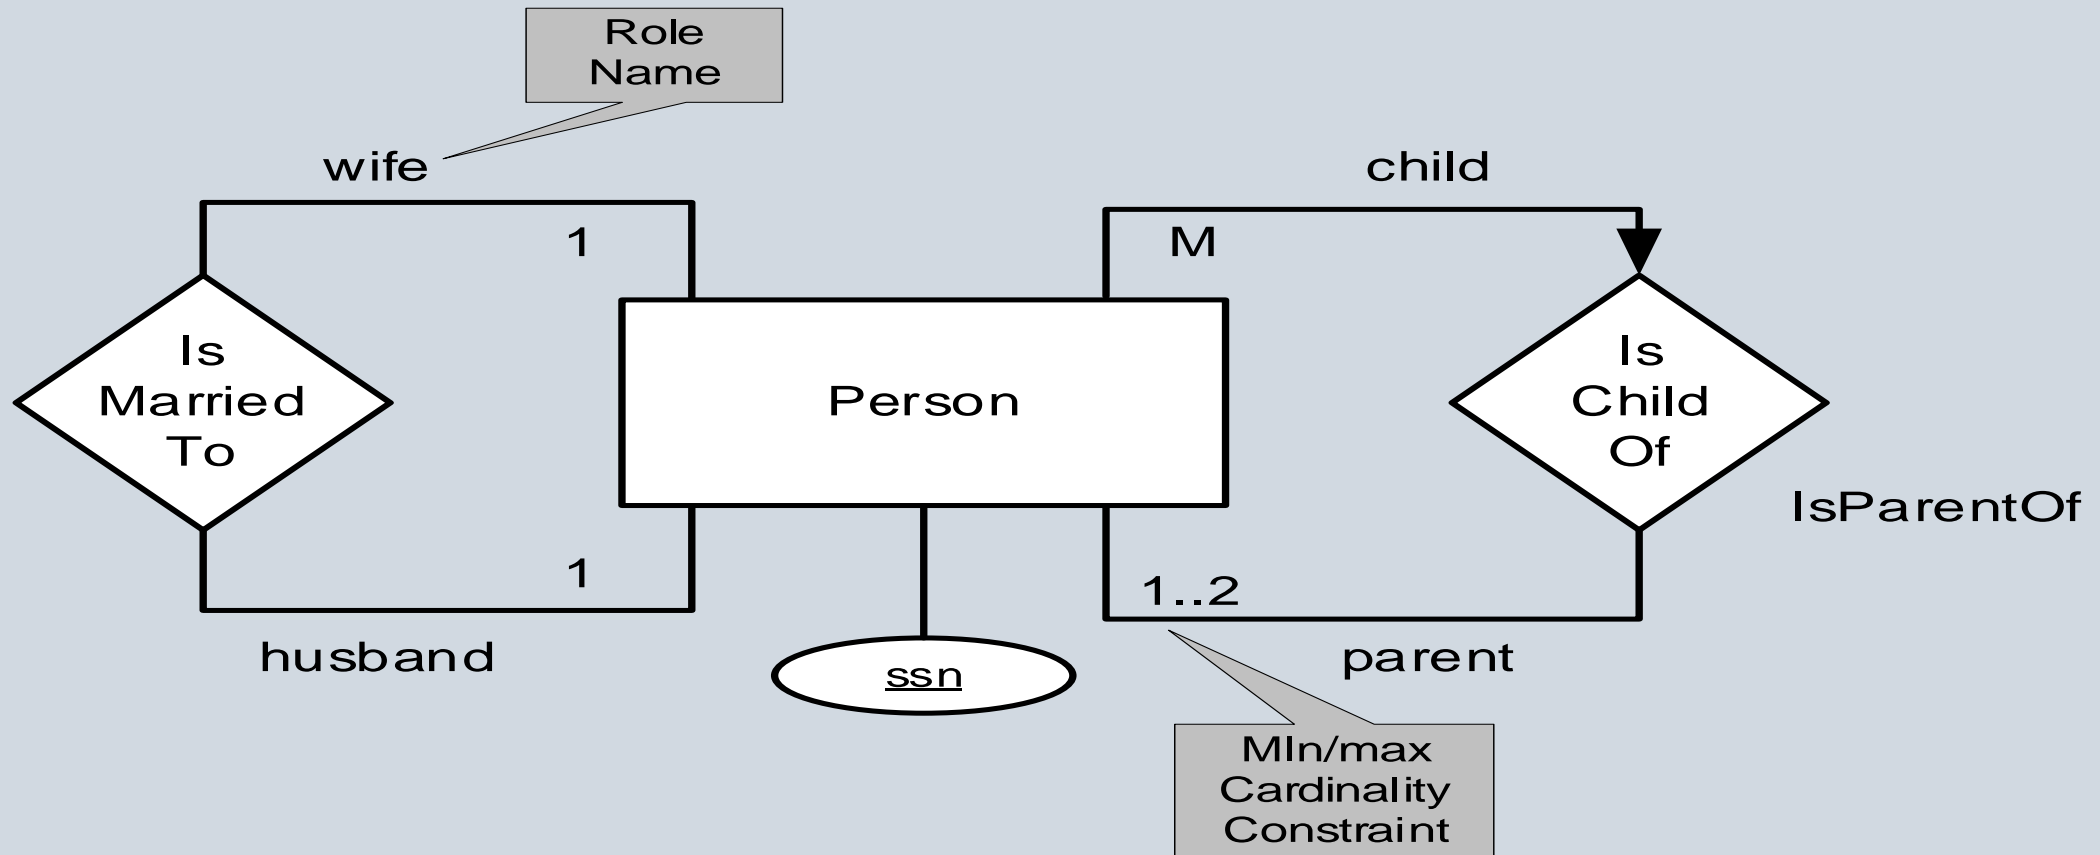 Role
Name
wife
child
1
M
Is
Married
To
Person
Is
Child
Of
IsParentOf
1
1..2
husband
ssn
parent
MIn/max
Cardinality
Constraint